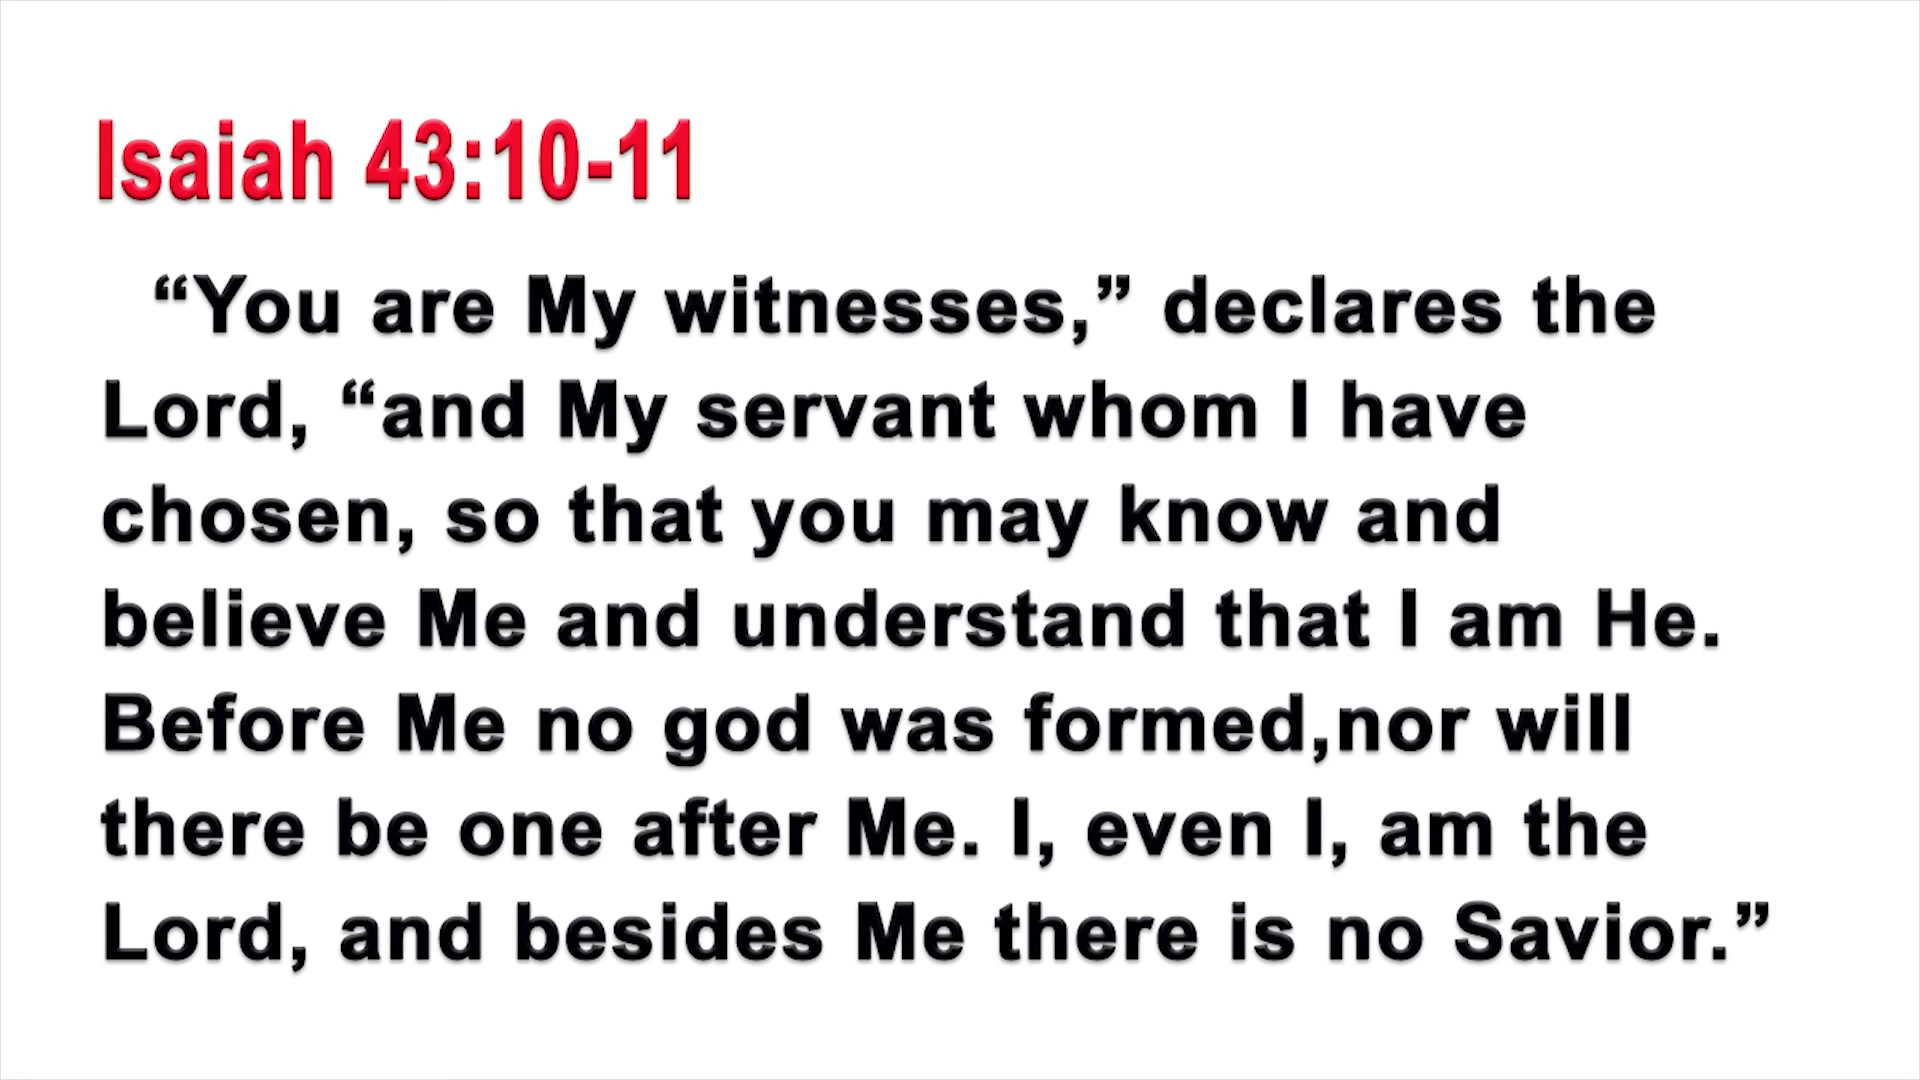 Isaiah 43:10-11
“You are My witnesses,” declares the
Lord, “and My servant whom I have
chosen, so that you may know and
believe Me and understand that I am He.
Before Me no god was formed,nor will
there be one after Me. I, even I, am the
Lord, and besides Me there is no Savior.”